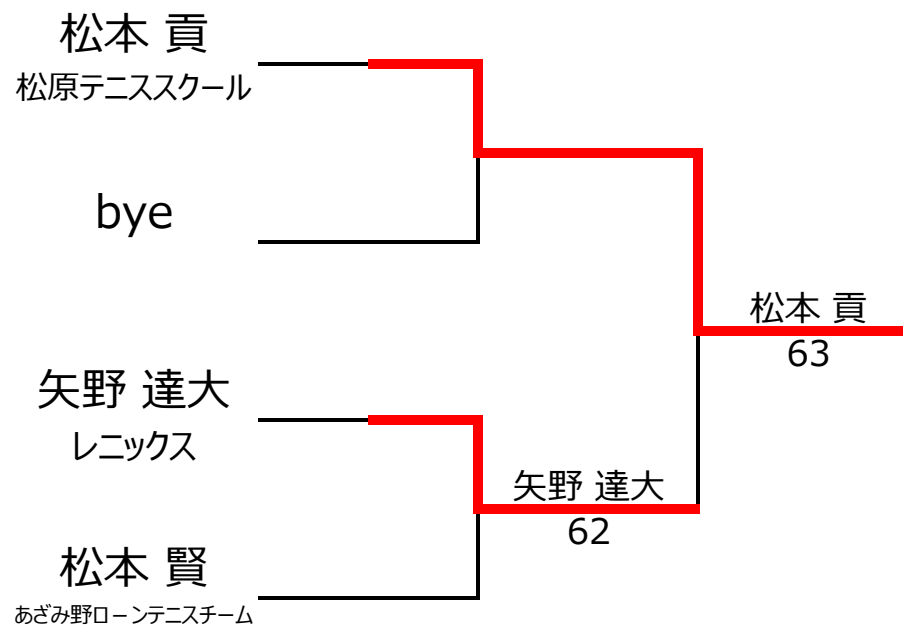 松本 貢
松原テニススクール
bye
矢野 達大
レニックス
松本 賢
あざみ野ローンテニスチーム
矢野 達大
62
松本 貢
63